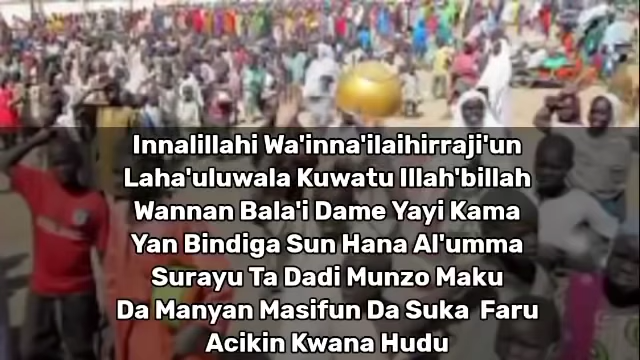 Innalillahi Wa'inna'ilaihirraji'un
Laha'uluwala Kuwatu Illah'billah
Wannan Bala'i Dame Yayi Kama
Yan Bindiga Sun Hana Al'umma
Surayu Ta Dadi Munzo Maku
Da Manyan Masifun Da Suka Faru
Acikin Kwana Hudu